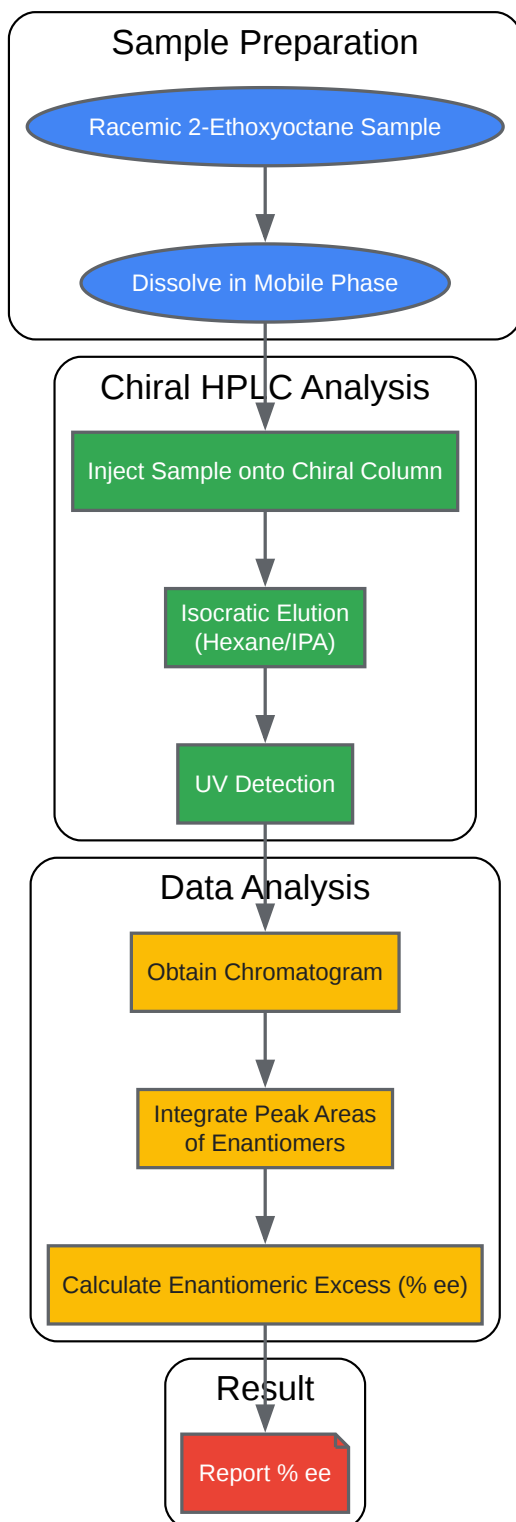 Sample Preparation
Racemic 2-Ethoxyoctane Sample
Dissolve in Mobile Phase
Chiral HPLC Analysis
Inject Sample onto Chiral Column
Isocratic Elution
(Hexane/IPA)
UV Detection
Data Analysis
Obtain Chromatogram
Integrate Peak Areas
of Enantiomers
Calculate Enantiomeric Excess (% ee)
Result
Report % ee